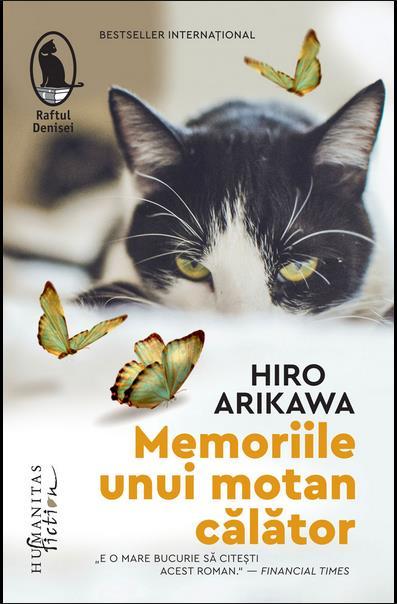 BESTSELLER INTERNAȚIONAL
Raftul
Denisei
HIRO
ARIKAWA
Memoriile
unui motan
călător
HUMANITAS
fiction
„E O MARE BUCURIE SĂ CITEȘTI
ACEST ROMAN.“ — FINANCIAL TIMES